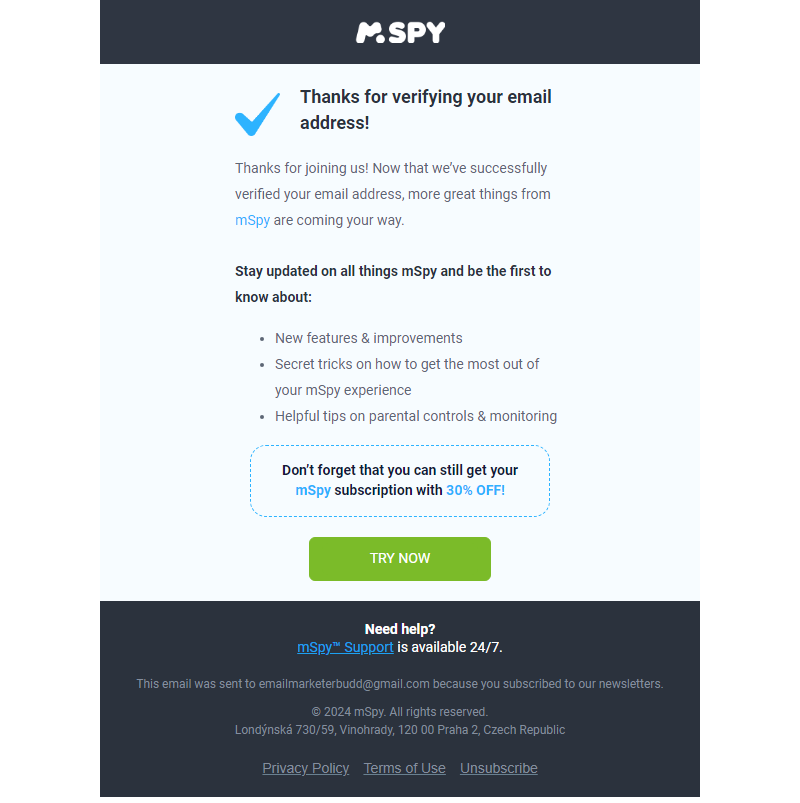 mSPY
Thanks for verifying your email
address!
Thanks for joining us! Now that we’ve successfully
verified your email address, more great things from
mSpy are coming your way.
Stay updated on all things mSpy and be the first to
know about:
• New features & improvements
• Secret tricks on how to get the most out of
your mSpy experience
• Helpful tips on parental controls & monitoring
Don’t forget that you can still get your
mSpy subscription with 30% OFF!
TRY NOW
Need help?
mSpy™ Support is available 24/7.
This email was sent to emailmarketerbudd@gmail.com because you subscribed to our newsletters.
© 2024 mSpy. All rights reserved.
Londýnská 730/59, Vinohrady, 120 00 Praha 2, Czech Republic
Privacy Policy Terms of Use Unsubscribe